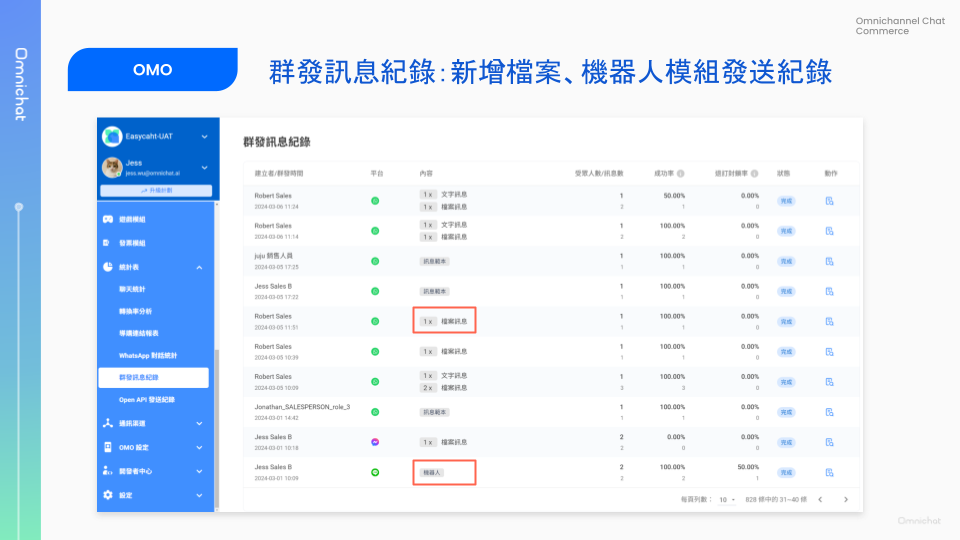 Omnichannel Chat
Commerce
Omnichat
OMO
群發訊息紀錄：新增檔案、機器人模組發送紀錄
Easycaht-UAT
Jess
jess.wu@omnichat.ai
升級計劃
遊戲模組
發票模組
統計表
聊天統計
轉換率分析
導購連結報表
WhatsApp 對話統計
群發訊息紀錄
Open API 發送紀錄
通訊渠道
OMO 設定
開發者中心
設定
群發訊息紀錄
建立者/群發時間 平台 內容 受眾人數/訊息數 成功率 退訂封鎖率 狀態 動作
Robert Sales 1 x 文字訊息 1 50.00% 0.00% 完成
2024-03-06 11:24 1 x 檔案訊息 2 1 0
Robert Sales 1 x 文字訊息 1 100.00% 0.00% 完成
2024-03-06 11:14 1 x 檔案訊息 2 2 0
juju 銷售人員 訊息範本 1 100.00% 0.00% 完成
2024-03-05 17:25 1 1 0
Jess Sales B 訊息範本 1 100.00% 0.00% 完成
2024-03-05 17:22 1 1 0
Robert Sales 1 x 檔案訊息 1 100.00% 0.00% 完成
2024-03-05 11:51 1 1 0
Robert Sales 1 x 檔案訊息 1 100.00% 0.00% 完成
2024-03-05 10:39 1 1 0
Robert Sales 1 x 文字訊息 1 100.00% 0.00% 完成
2024-03-05 10:09 2 x 檔案訊息 3 3 0
Jonathan_SALESPERSON_role_3 訊息範本 1 100.00% 0.00% 完成
2024-03-01 14:42 1 1 0
Jess Sales B 1 x 檔案訊息 2 0.00% 0.00% 完成
2024-03-01 10:18 2 0 0
Jess Sales B 機器人 2 100.00% 50.00% 完成
2024-03-01 10:09 2 2 1
每頁列數： 10 828 條中的 31–40 條
Omnichat